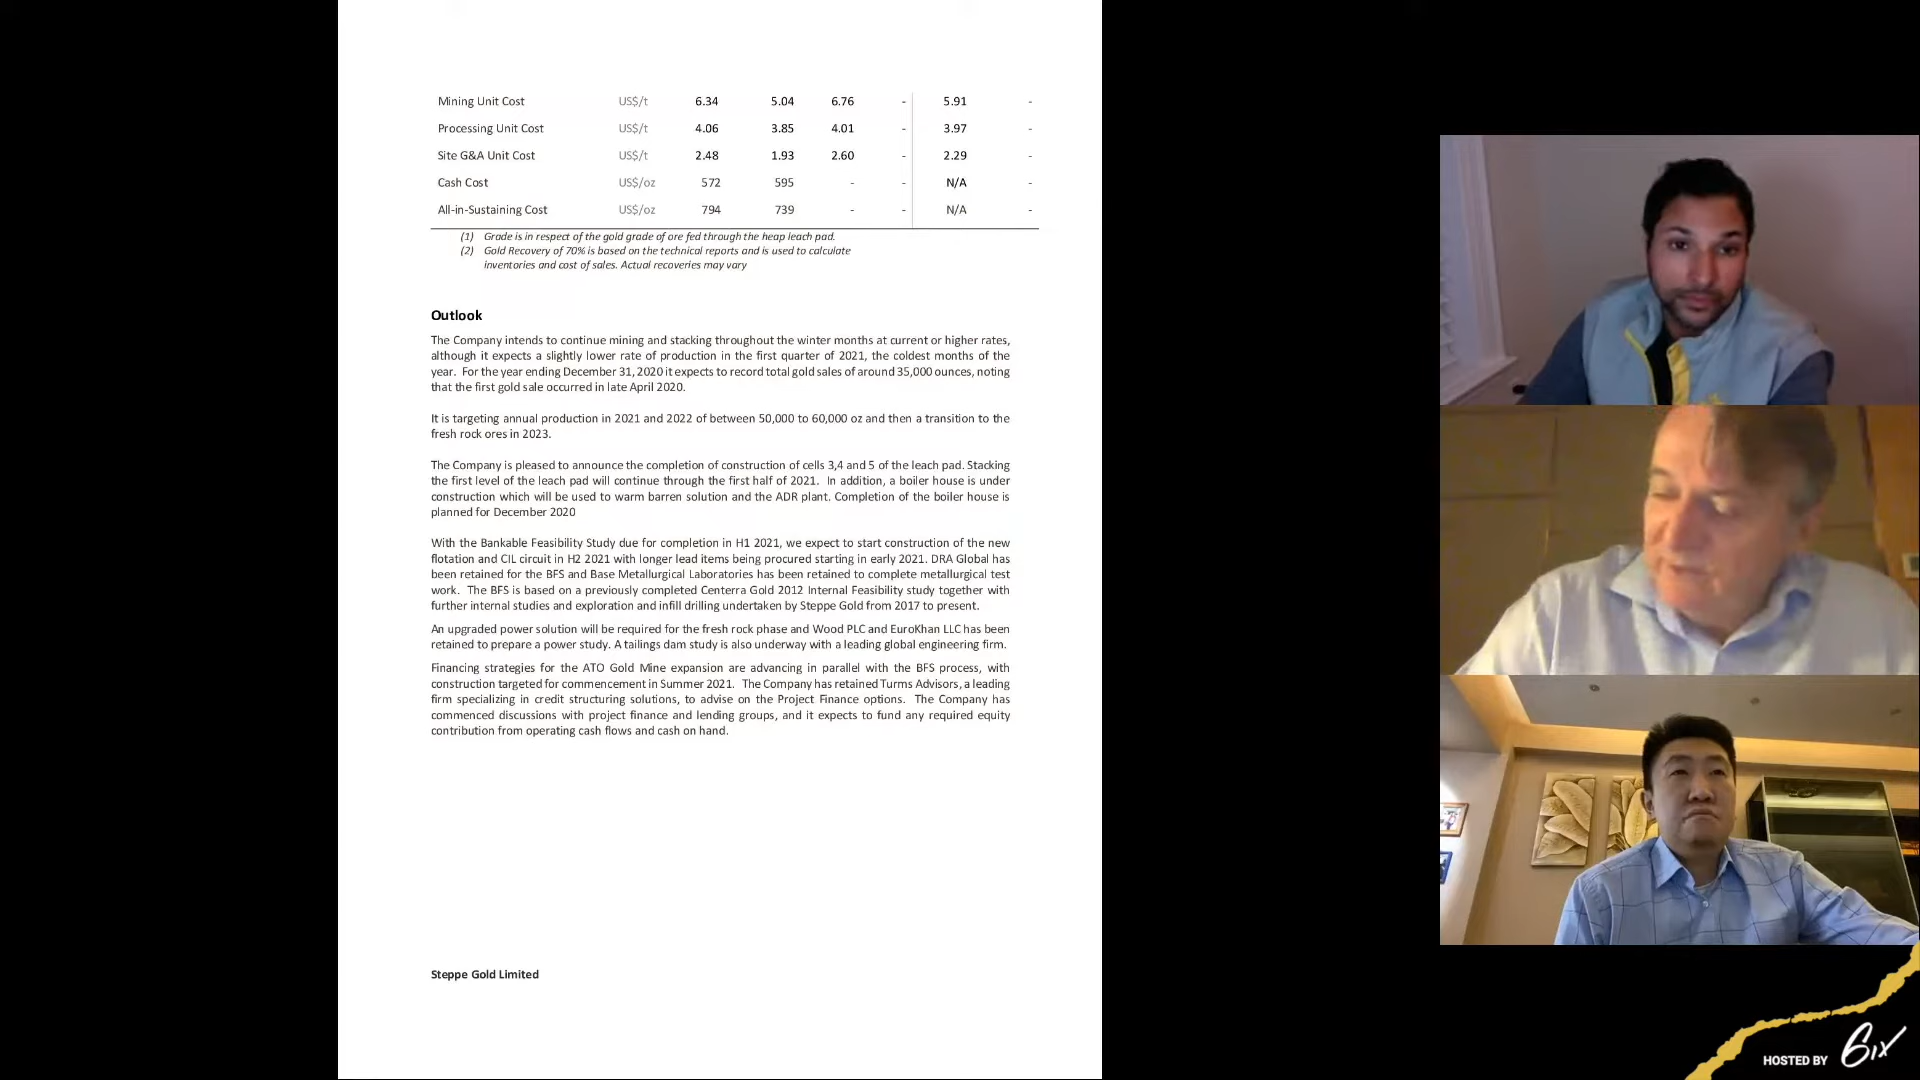 Mining Unit Cost US$/t 6.34 5.04 6.76 - 5.91 -
Processing Unit Cost US$/t 4.06 3.85 4.01 - 3.97 -
Site G&A Unit Cost US$/t 2.48 1.93 2.60 - 2.29 -
Cash Cost US$/oz 572 595 - - N/A -
All-in-Sustaining Cost US$/oz 794 739 - - N/A -
(1) Grade is in respect of the gold grade of ore fed through the heap leach pad.
(2) Gold Recovery of 70% is based on the technical reports and is used to calculate
inventories and cost of sales. Actual recoveries may vary
Outlook
The Company intends to continue mining and stacking throughout the winter months at current or higher rates,
although it expects a slightly lower rate of production in the first quarter of 2021, the coldest months of the
year. For the year ending December 31, 2020 it expects to record total gold sales of around 35,000 ounces, noting
that the first gold sale occurred in late April 2020.
It is targeting annual production in 2021 and 2022 of between 50,000 to 60,000 oz and then a transition to the
fresh rock ores in 2023.
The Company is pleased to announce the completion of construction of cells 3,4 and 5 of the leach pad. Stacking
the first level of the leach pad will continue through the first half of 2021. In addition, a boiler house is under
construction which will be used to warm barren solution and the ADR plant. Completion of the boiler house is
planned for December 2020
With the Bankable Feasibility Study due for completion in H1 2021, we expect to start construction of the new
flotation and CIL circuit in H2 2021 with longer lead items being procured starting in early 2021. DRA Global has
been retained for the BFS and Base Metallurgical Laboratories has been retained to complete metallurgical test
work. The BFS is based on a previously completed Centerra Gold 2012 Internal Feasibility study together with
further internal studies and exploration and infill drilling undertaken by Steppe Gold from 2017 to present.
An upgraded power solution will be required for the fresh rock phase and Wood PLC and EuroKhan LLC has been
retained to prepare a power study. A tailings dam study is also underway with a leading global engineering firm.
Financing strategies for the ATO Gold Mine expansion are advancing in parallel with the BFS process, with
construction targeted for commencement in Summer 2021. The Company has retained Turms Advisors, a leading
firm specializing in credit structuring solutions, to advise on the Project Finance options. The Company has
commenced discussions with project finance and lending groups, and it expects to fund any required equity
contribution from operating cash flows and cash on hand.
Steppe Gold Limited
HOSTED BY 6ix